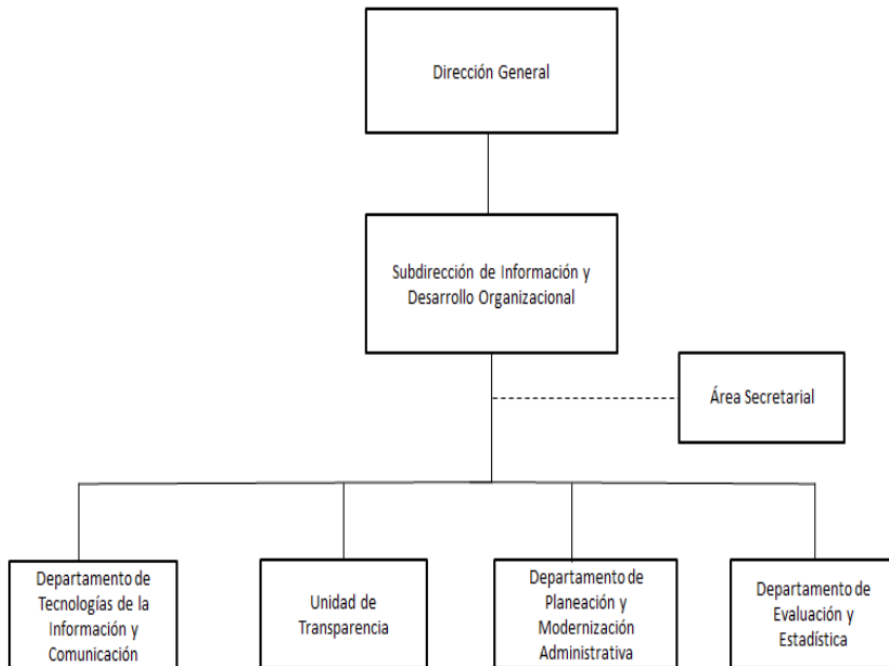 Dirección General
Subdirección de Información y
Desarrollo Organizacional
Área Secretarial
Departamento de
Tecnologías de la
Información y
Comunicación
Unidad de
Transparencia
Departamento de
Planeación y
Modernización
Administrativa
Departamento de
Evaluación y
Estadística